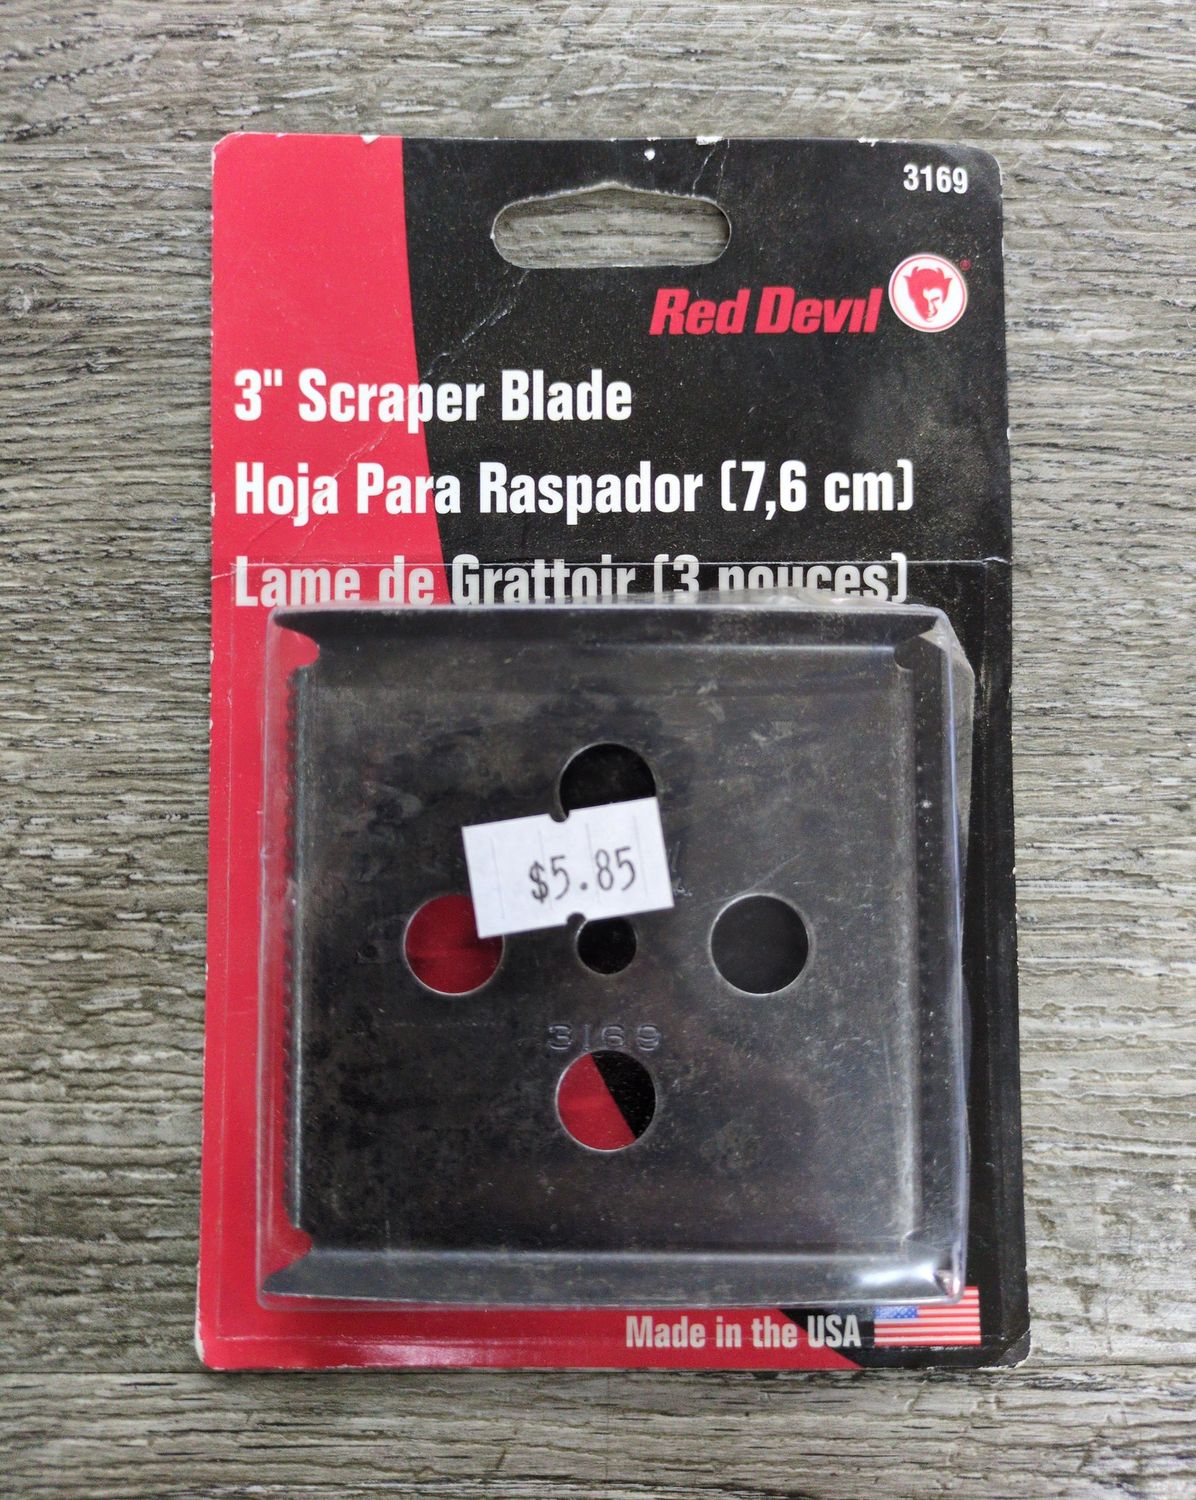 3169
Red Devil
3" Scraper Blade
Hoja Para Raspador (7,6 cm)
Lame de Grattoir (3 pouces)
$5.85
3169
Made in the USA